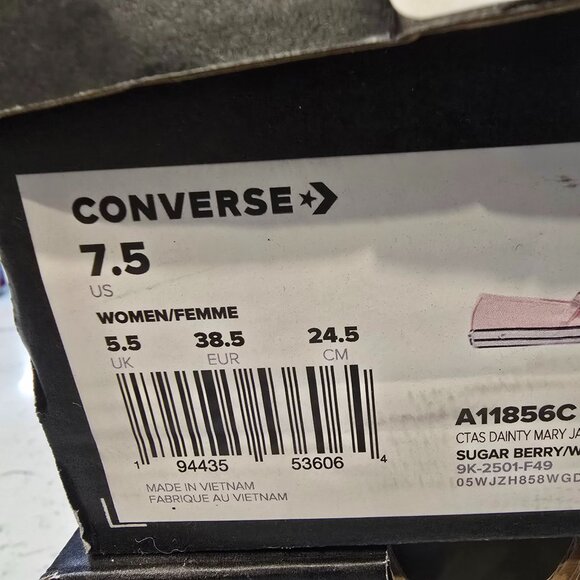 CONVERSE
7.5
US
WOMEN/FEMME
5.5 38.5 24.5
UK EUR CM
1 94435 53606 4
MADE IN VIETNAM
FABRIQUE AU VIETNAM
A11856C
CTAS DAINTY MARY JA
SUGAR BERRY/W
9K-2501-F49
05WJZH858WGD